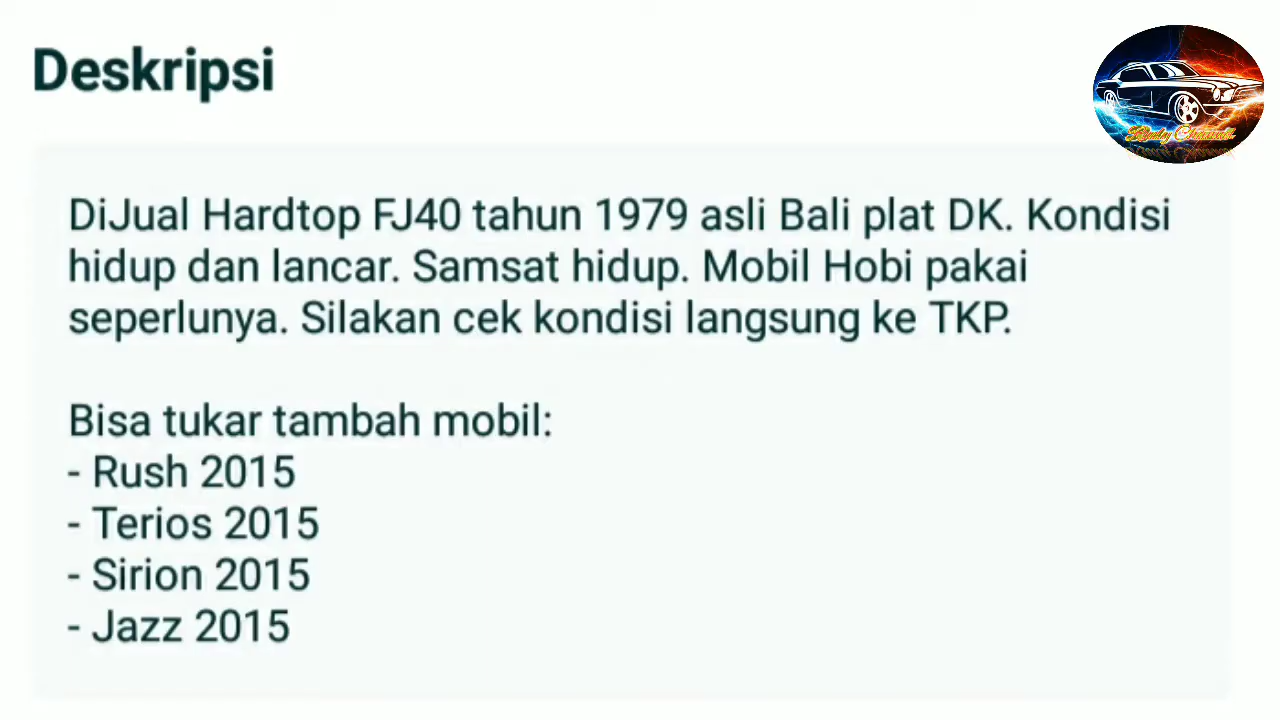 Deskripsi
DiJual Hardtop FJ40 tahun 1979 asli Bali plat DK. Kondisi
hidup dan lancar. Samsat hidup. Mobil Hobi pakai
seperlunya. Silakan cek kondisi langsung ke TKP.
Bisa tukar tambah mobil:
- Rush 2015
- Terios 2015
- Sirion 2015
- Jazz 2015